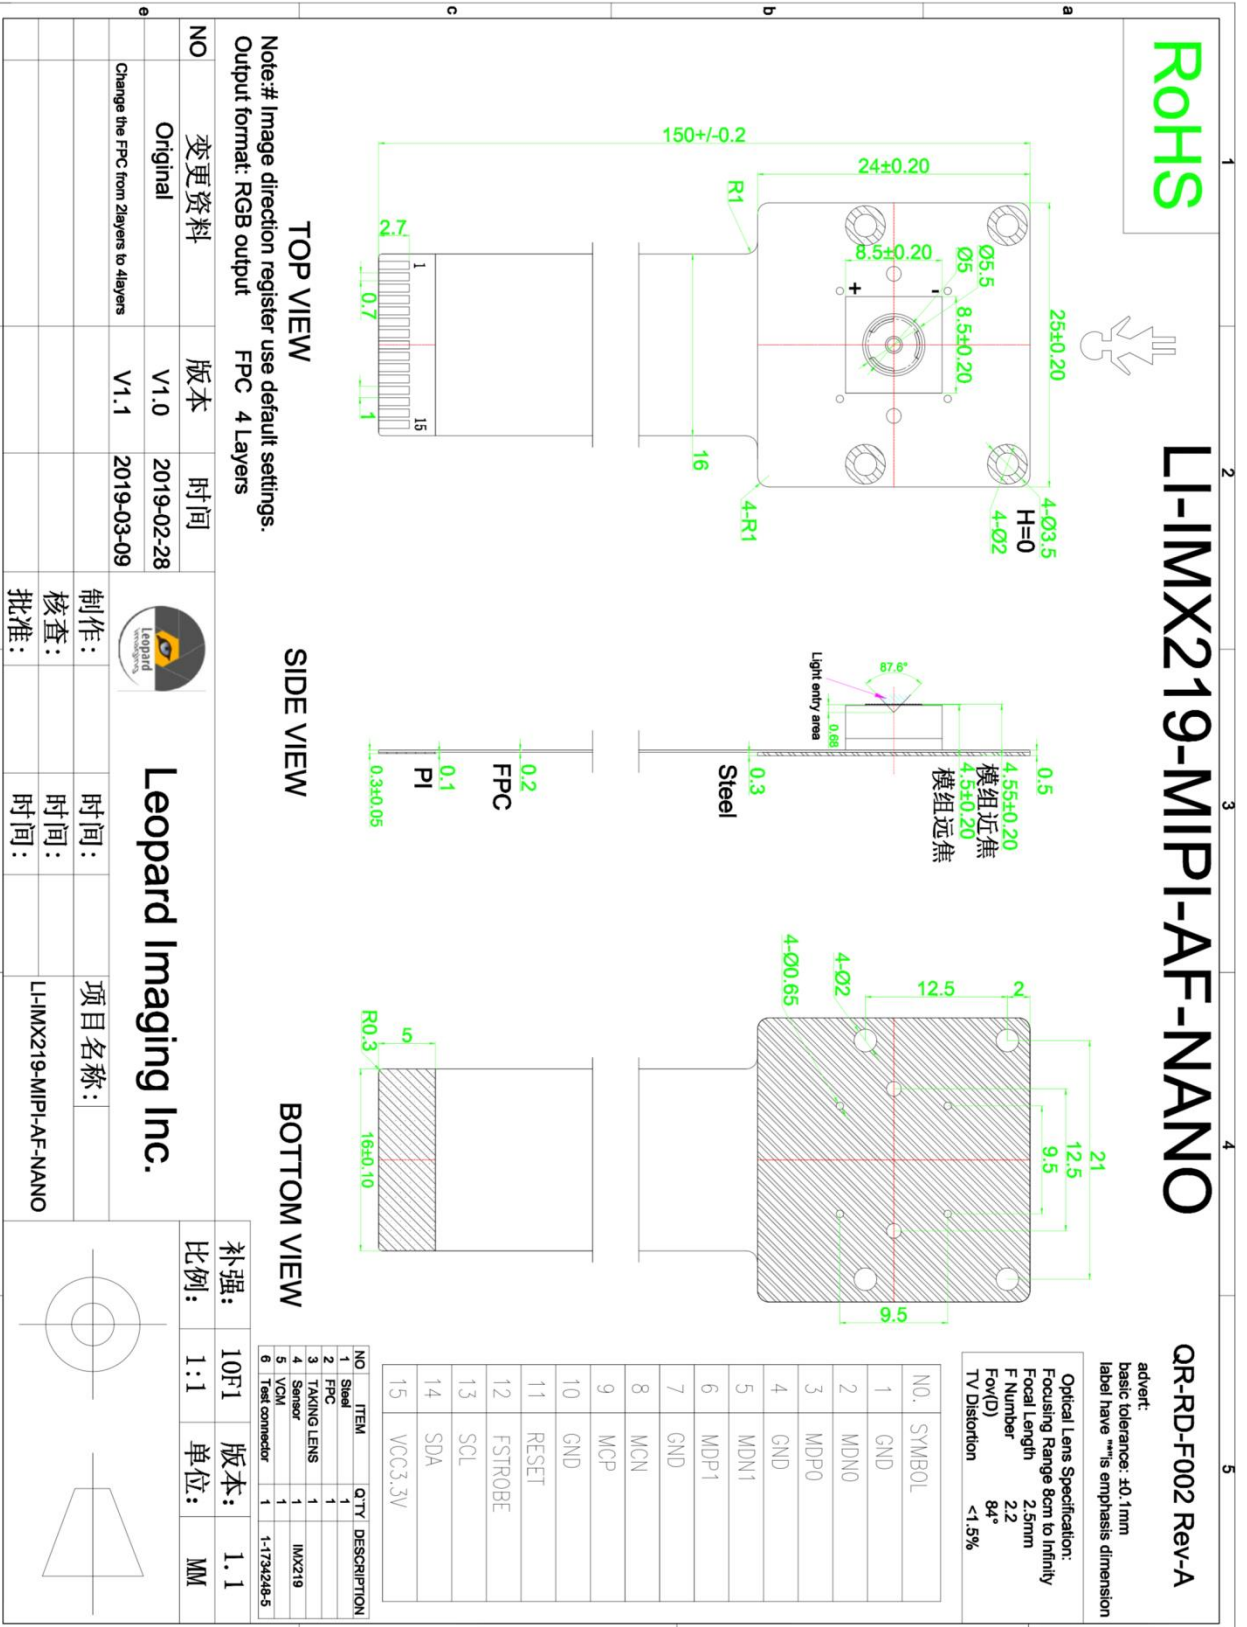 RoHS
LI-IMX219-MIPI-AF-NANO
QR-RD-F002 Rev-A
1
2
3
4
5
a
b
c
e
advert:
basic tolerance: ±0.1mm
label have "*"is emphasis dimension
Optical Lens Specification:
Focusing Range 8cm to Infinity
Focal Length 2.5mm
F Number 2.2
Fov(D) 84°
TV Distortion <1.5%
25±0.20
4-Ø3.5
H=0
4-Ø2
Ø5.5
Ø5
8.5±0.20
8.5±0.20
-
+
24±0.20
150+/-0.2
R1
4-R1
16
2.7
1
15
0.7
1
TOP VIEW
0.5
4.55±0.20
模组近焦
4.5±0.20
模组远焦
87.6°
Light entry area
0.68
0.3
Steel
0.2
FPC
0.1
PI
0.3±0.05
SIDE VIEW
21
12.5
9.5
2
12.5
4-Ø2
4-Ø0.65
9.5
5
R0.3
16±0.10
BOTTOM VIEW
NO. SYMBOL
1 GND
2 MDN0
3 MDP0
4 GND
5 MDN1
6 MDP1
7 GND
8 MCN
9 MCP
10 GND
11 RESET
12 FSTROBE
13 SCL
14 SDA
15 VCC3.3V
NO ITEM Q'TY DESCRIPTION
1 Steel 1
2 FPC 1
3 TAKING LENS 1
4 Sensor 1 IMX219
5 VCM 1
6 Test connector 1 1-1734248-5
Note:# Image direction register use default settings.
Output format: RGB output FPC 4 Layers
NO 变更资料 版本 时间
Original V1.0 2019-02-28
Change the FPC from 2layers to 4layers V1.1 2019-03-09
Leopard
Leopard Imaging Inc.
制作: 时间: 项目名称:
核查: 时间:
批准: 时间:
LI-IMX219-MIPI-AF-NANO
补强: 10F1 版本: 1.1
比例: 1:1 单位: MM